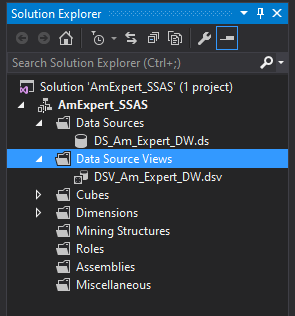 Solution Explorer
Search Solution Explorer (Ctrl+;)
Solution 'AmExpert_SSAS' (1 project)
AmExpert_SSAS
Data Sources
DS_Am_Expert_DW.ds
Data Source Views
DSV_Am_Expert_DW.dsv
Cubes
Dimensions
Mining Structures
Roles
Assemblies
Miscellaneous